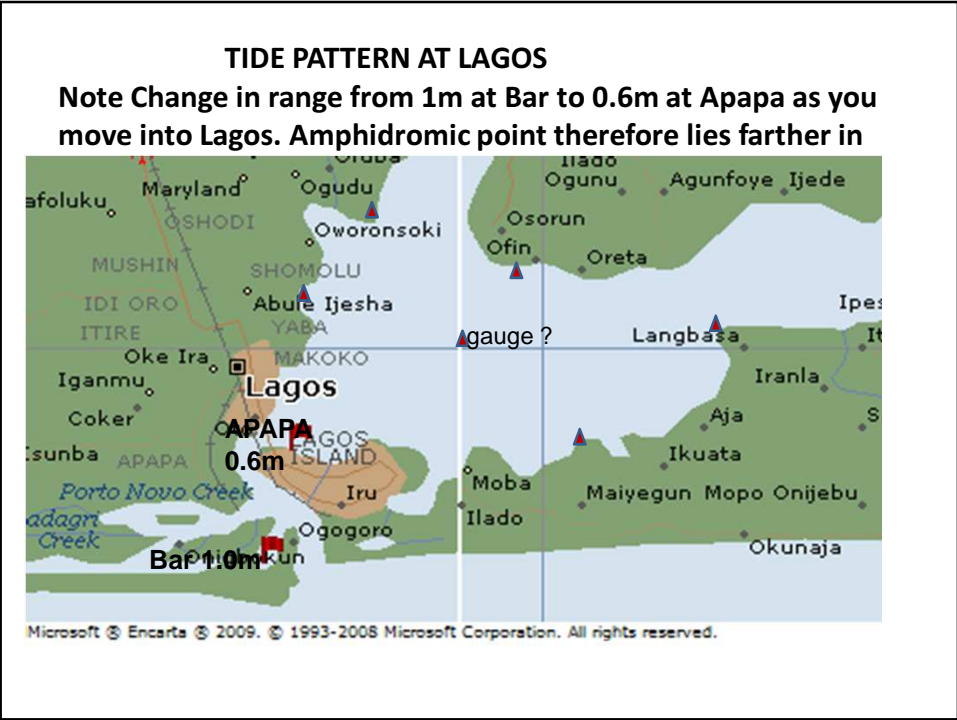 TIDE PATTERN AT LAGOS
Note Change in range from 1m at Bar to 0.6m at Apapa as you
move into Lagos. Amphidromic point therefore lies farther in
Ilado
Maryland
Ogudu
Ogunu
Agunfoye
Ijede
afoluku
OSHODI
Oworonsoki
Osorun
Ofin
Oreta
MUSHIN
SHOMOLU
IDI ORO
Abule Ijesha
Ipes
ITIRE
YABA
gauge ?
Langbasa
It
Oke Ira
MAKOKO
Iganmu
Lagos
Iranla
Coker
Aja
S
APAPA
LAGOS
ISLAND
0.6m
Isunba
APAPA
Ikuata
Porto Novo Creek
Iru
Moba
Maiyegun
Mopo Onijebu
adagri
Creek
Ilado
Ogogoro
Okunaja
Bar 1.0m
Microsoft ® Encarta ® 2009. © 1993-2008 Microsoft Corporation. All rights reserved.